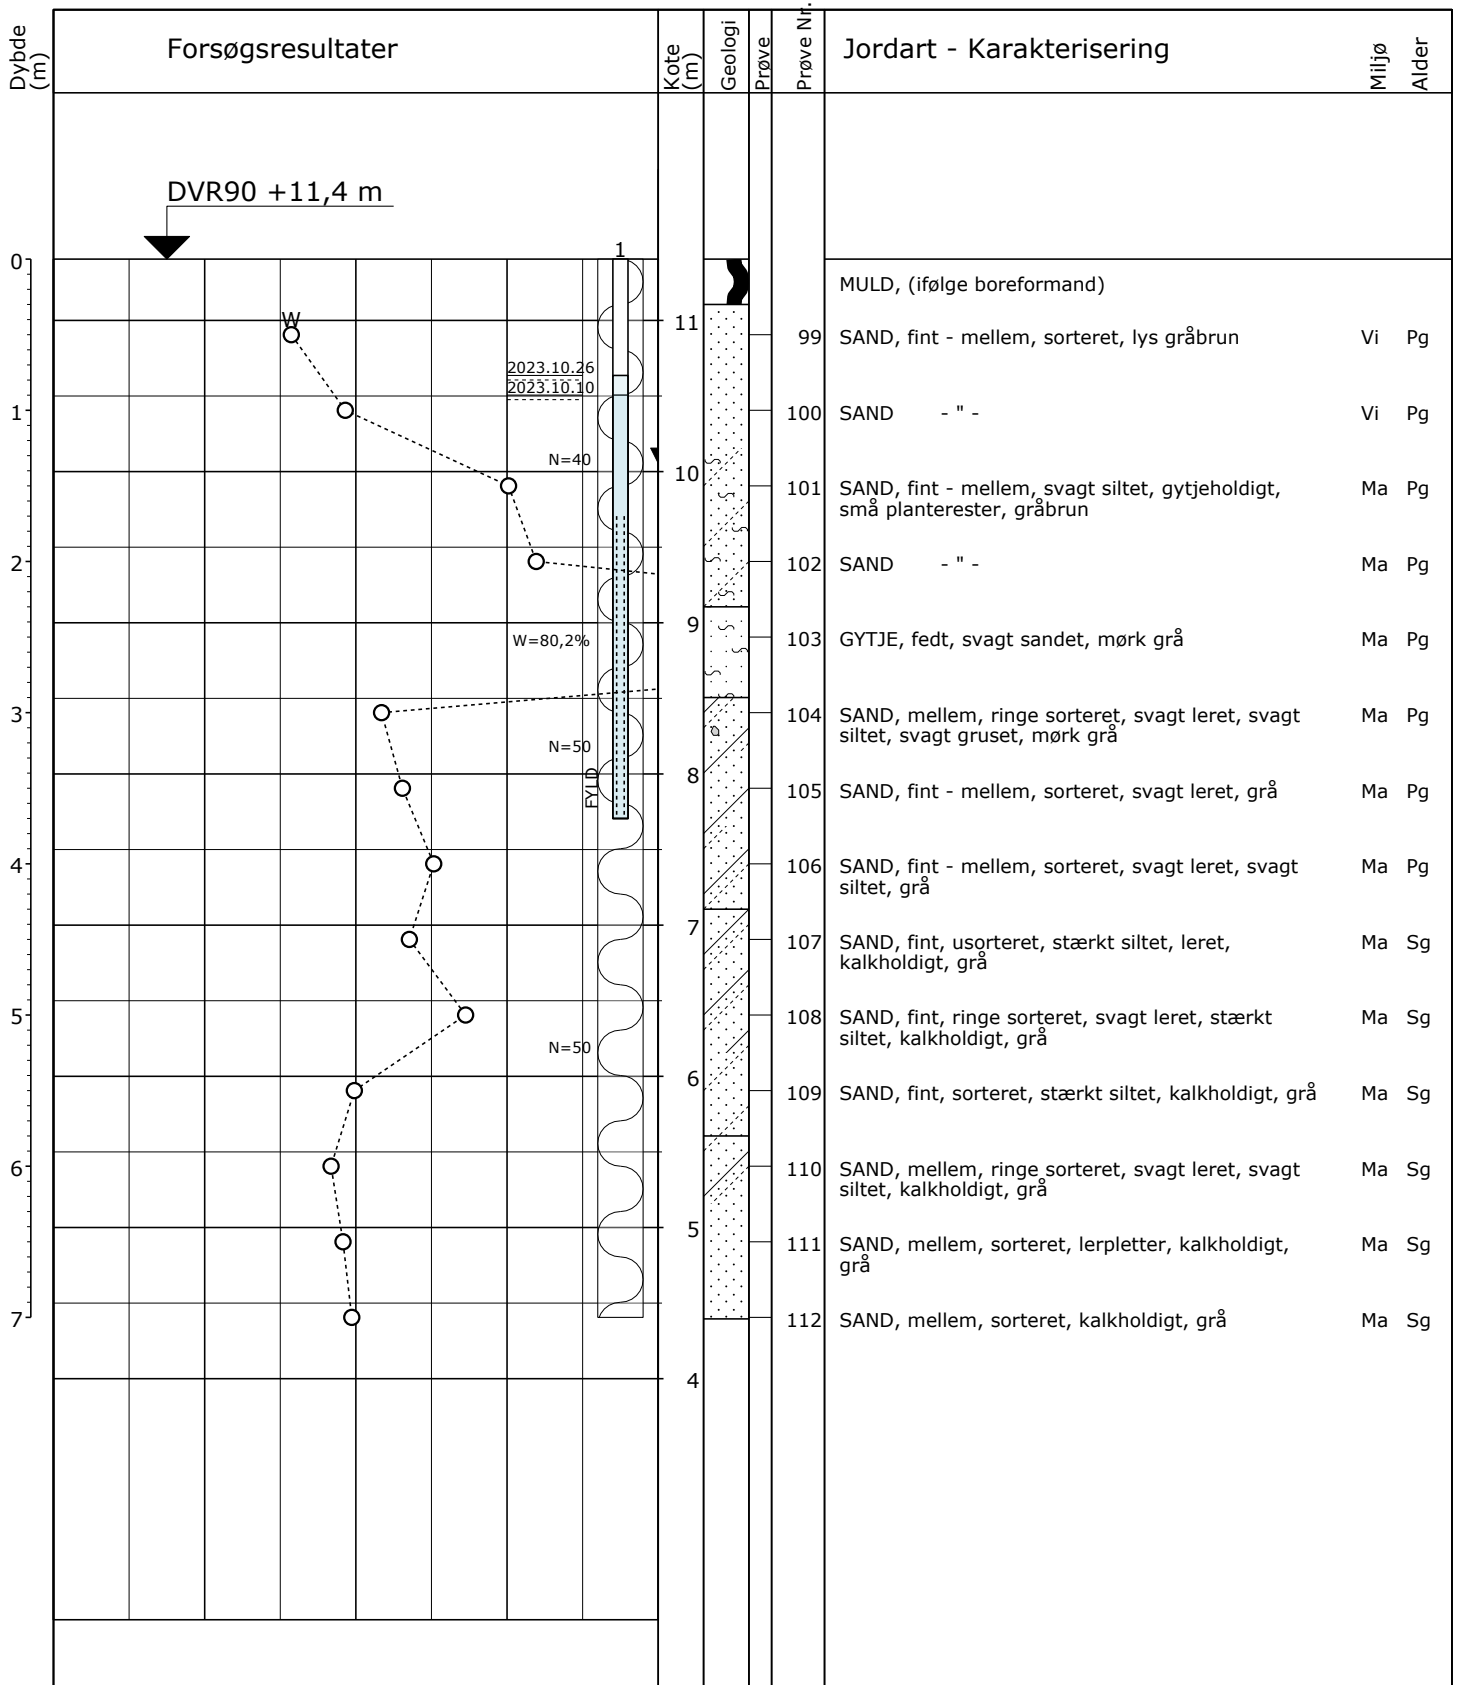 Dybde
(m)
Forsøgsresultater
Kote
(m)
Geologi
Prøve
Prøve Nr.
Jordart - Karakterisering
Miljø
Alder
DVR90 +11,4 m
0
1
MULD, (ifølge boreformand)
W
11
99 SAND, fint - mellem, sorteret, lys gråbrun Vi Pg
2023.10.26
2023.10.10
1
100 SAND - " - Vi Pg
N=40
10
101 SAND, fint - mellem, svagt siltet, gytjeholdigt, Ma Pg
små planterester, gråbrun
2
102 SAND - " - Ma Pg
9
W=80,2%
103 GYTJE, fedt, svagt sandet, mørk grå Ma Pg
3
104 SAND, mellem, ringe sorteret, svagt leret, svagt Ma Pg
siltet, svagt gruset, mørk grå
N=50
8
FYLD
105 SAND, fint - mellem, sorteret, svagt leret, grå Ma Pg
4
106 SAND, fint - mellem, sorteret, svagt leret, svagt Ma Pg
siltet, grå
7
107 SAND, fint, usorteret, stærkt siltet, leret, Ma Sg
kalkholdigt, grå
5
108 SAND, fint, ringe sorteret, svagt leret, stærkt Ma Sg
siltet, kalkholdigt, grå
N=50
6
109 SAND, fint, sorteret, stærkt siltet, kalkholdigt, grå Ma Sg
6
110 SAND, mellem, ringe sorteret, svagt leret, svagt Ma Sg
siltet, kalkholdigt, grå
5
111 SAND, mellem, sorteret, lerpletter, kalkholdigt, Ma Sg
grå
7
112 SAND, mellem, sorteret, kalkholdigt, grå Ma Sg
4